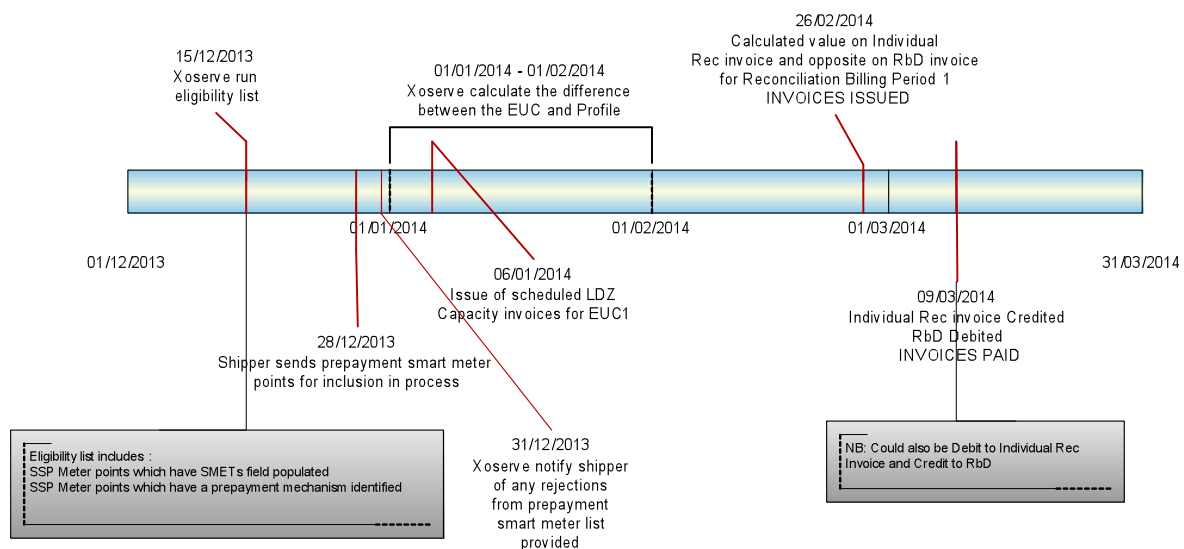 15/12/2013
Xoserve run
eligibility list
01/01/2014 - 01/02/2014
Xoserve calculate the difference
between the EUC and Profile
26/02/2014
Calculated value on Individual
Rec invoice and opposite on RbD invoice
for Reconciliation Billing Period 1
INVOICES ISSUED
01/01/2014
01/02/2014
01/03/2014
01/12/2013
31/03/2014
06/01/2014
Issue of scheduled LDZ
Capacity invoices for EUC1
09/03/2014
Individual Rec invoice Credited
RbD Debited
INVOICES PAID
28/12/2013
Shipper sends prepayment smart meter
points for inclusion in process
31/12/2013
Xoserve notify shipper
of any rejections
from prepayment
smart meter list
provided
Eligibility list includes :
SSP Meter points which have SMETs field populated
SSP Meter points which have a prepayment mechanism identified
NB: Could also be Debit to Individual Rec
Invoice and Credit to RbD